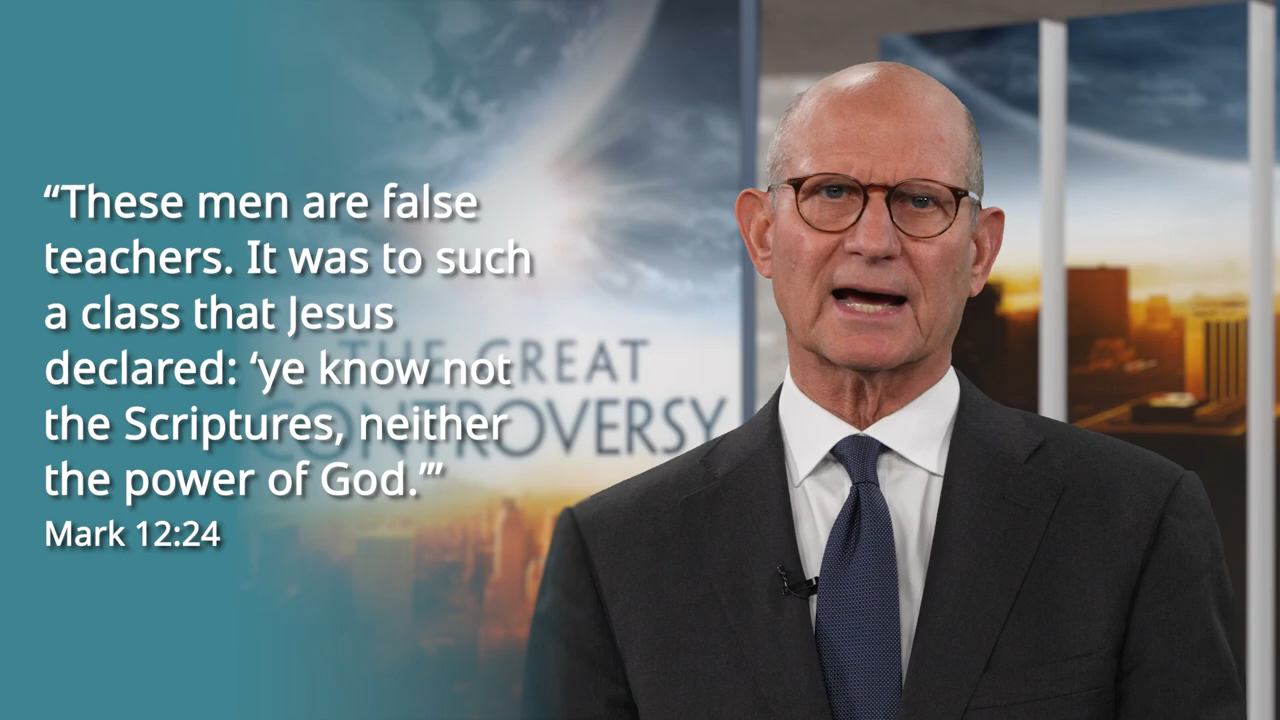 “These men are false
teachers. It was to such
a class that Jesus
declared: ‘ye know not
the Scriptures, neither
the power of God.’”
Mark 12:24
THE GREAT
CONTROVERSY